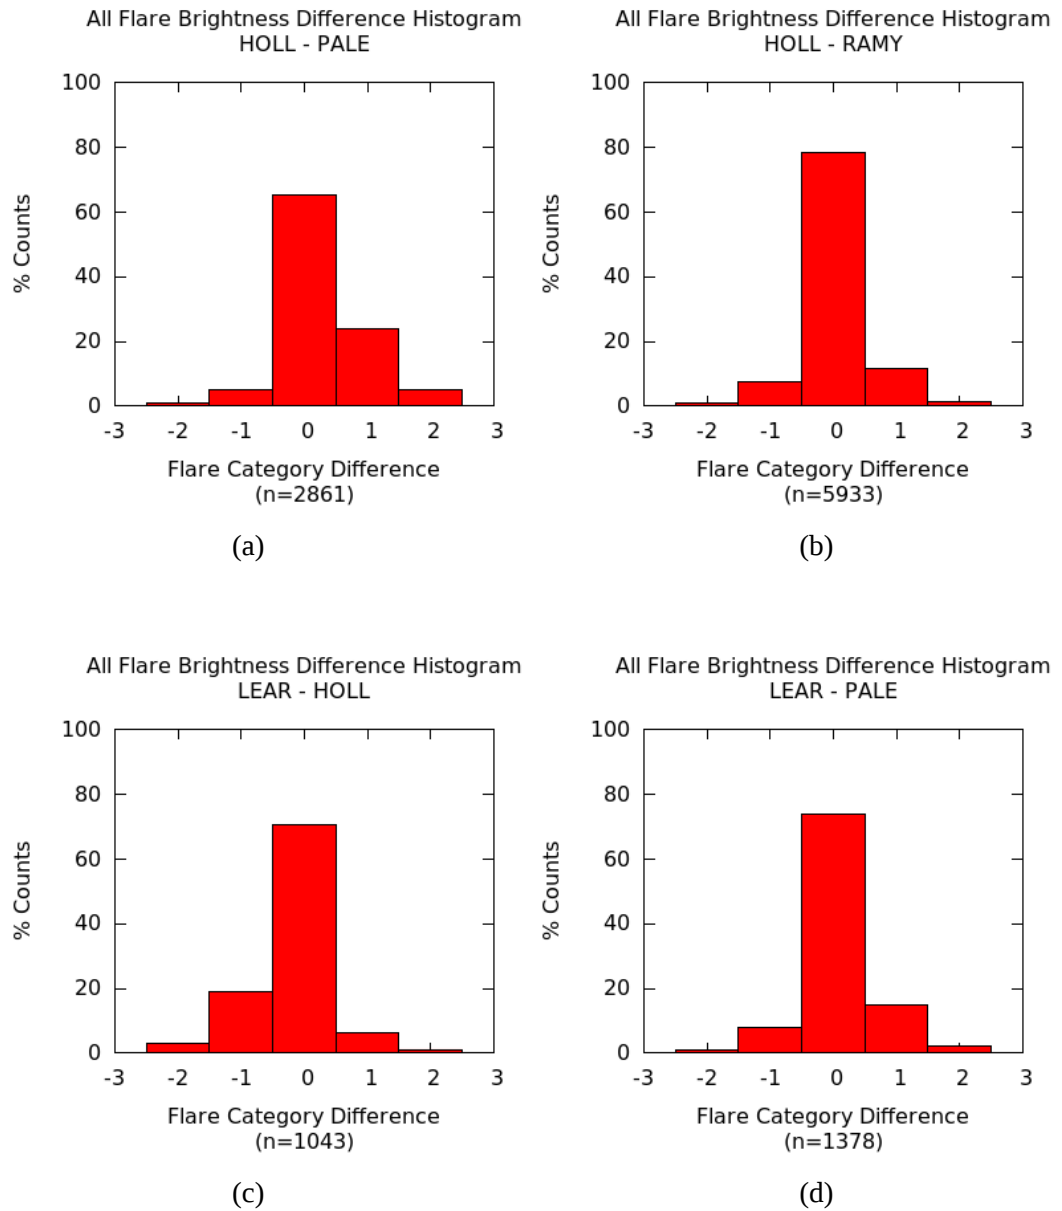 All Flare Brightness Difference Histogram
HOLL - PALE
100
80
60
40
20
0
% Counts
-3 -2 -1 0 1 2 3
Flare Category Difference
(n=2861)
(a)
All Flare Brightness Difference Histogram
HOLL - RAMY
100
80
60
40
20
0
% Counts
-3 -2 -1 0 1 2 3
Flare Category Difference
(n=5933)
(b)
All Flare Brightness Difference Histogram
LEAR - HOLL
100
80
60
40
20
0
% Counts
-3 -2 -1 0 1 2 3
Flare Category Difference
(n=1043)
(c)
All Flare Brightness Difference Histogram
LEAR - PALE
100
80
60
40
20
0
% Counts
-3 -2 -1 0 1 2 3
Flare Category Difference
(n=1378)
(d)